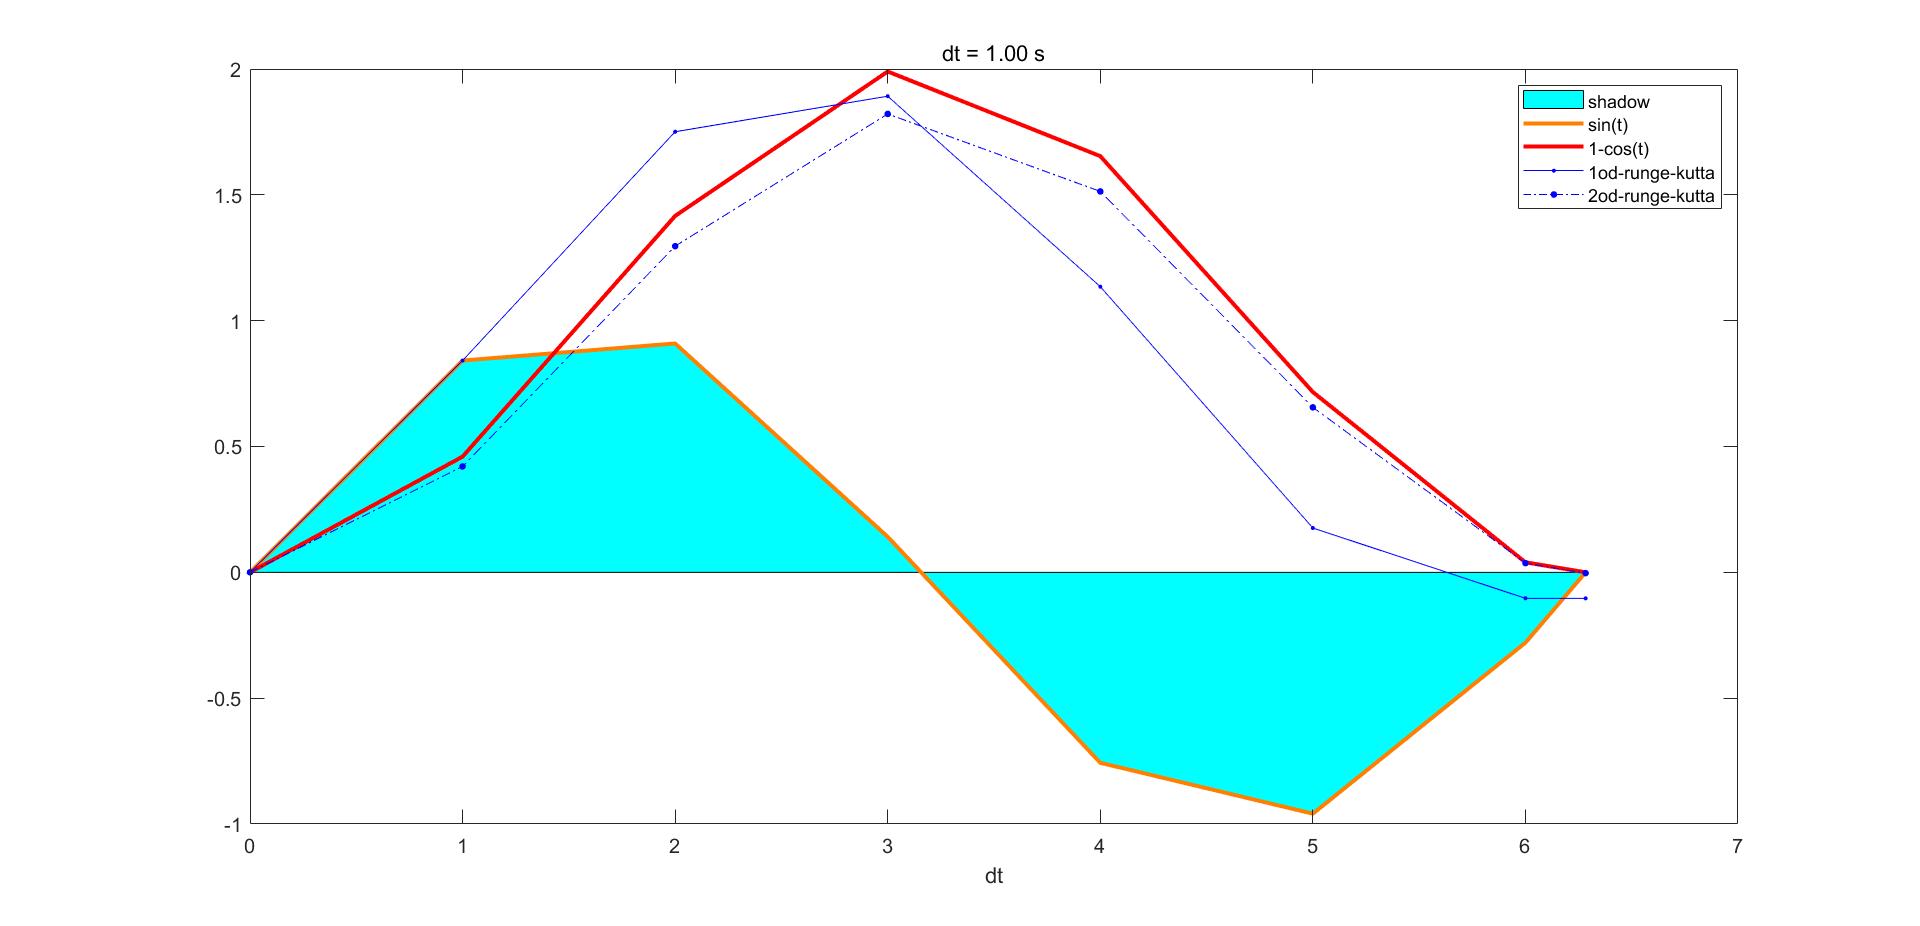 dt = 1.00 s
2
1.5
1
0.5
0
-0.5
-1
shadow
sin(t)
1-cos(t)
1od-runge-kutta
2od-runge-kutta
0 1 2 3 4 5 6 7
dt